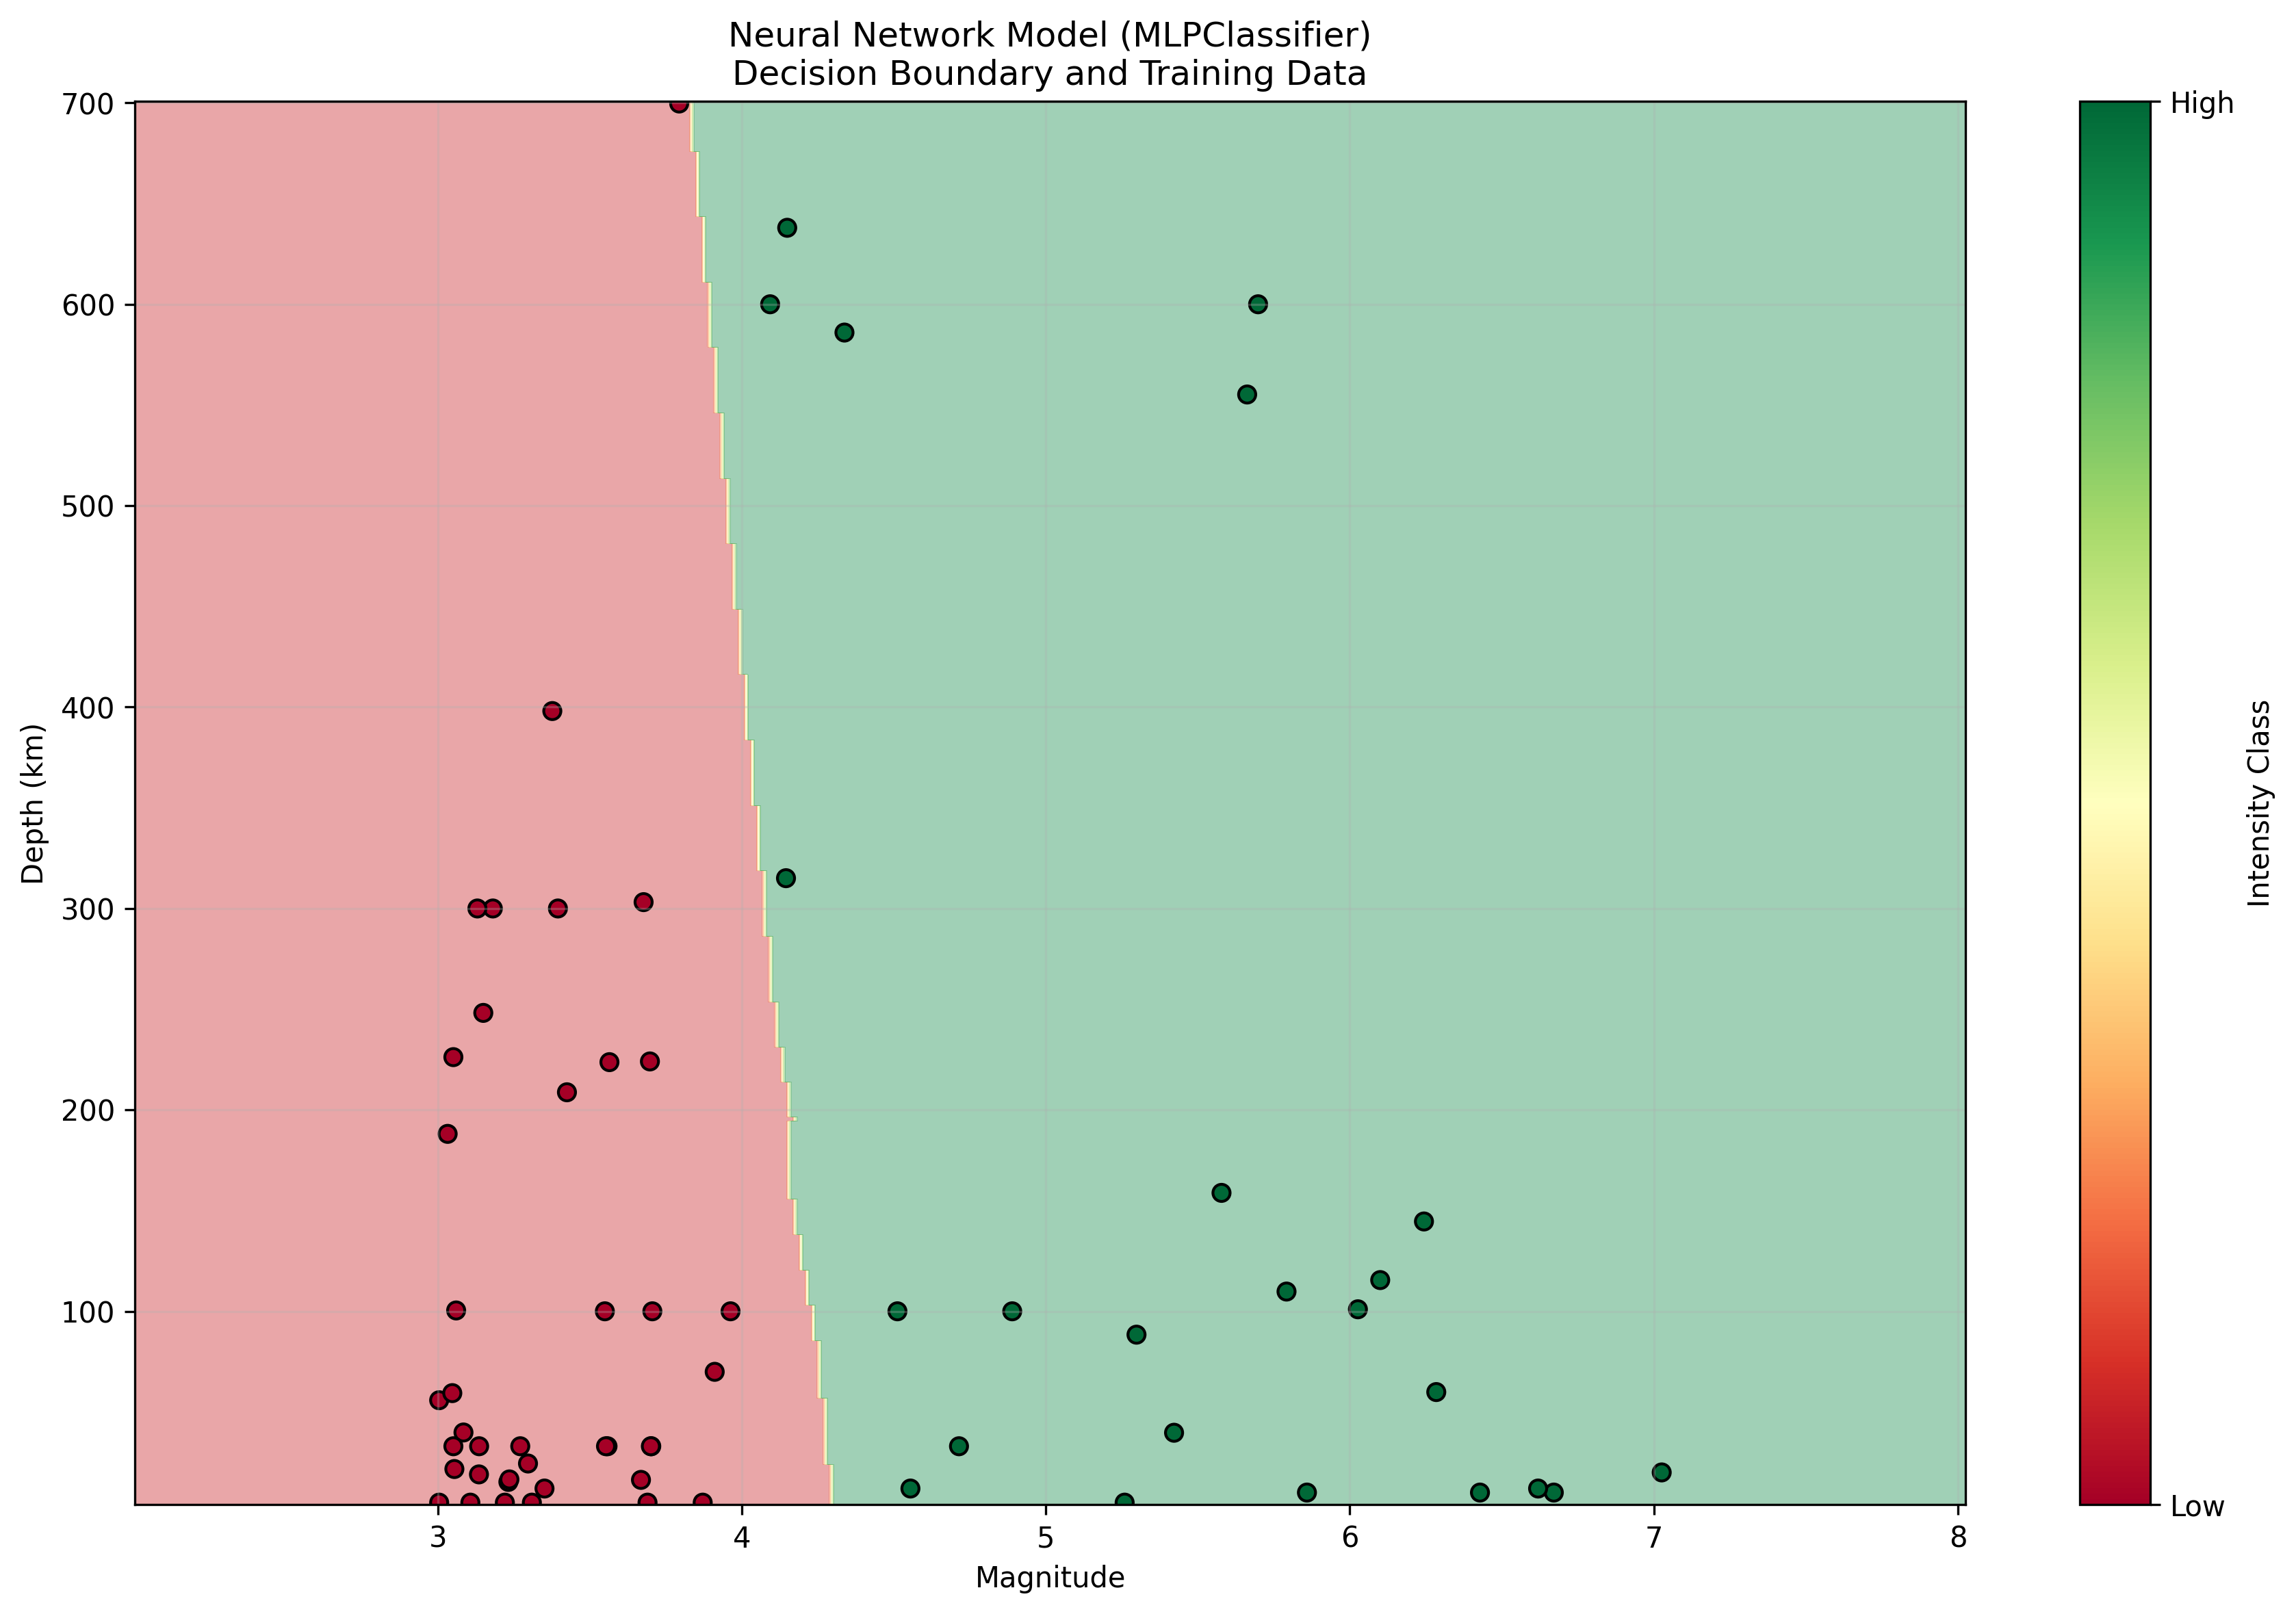 Neural Network Model (MLPClassifier)
Decision Boundary and Training Data
700
600
500
400
300
200
100
Depth (km)
3
4
5
6
7
8
Magnitude
High
Low
Intensity Class